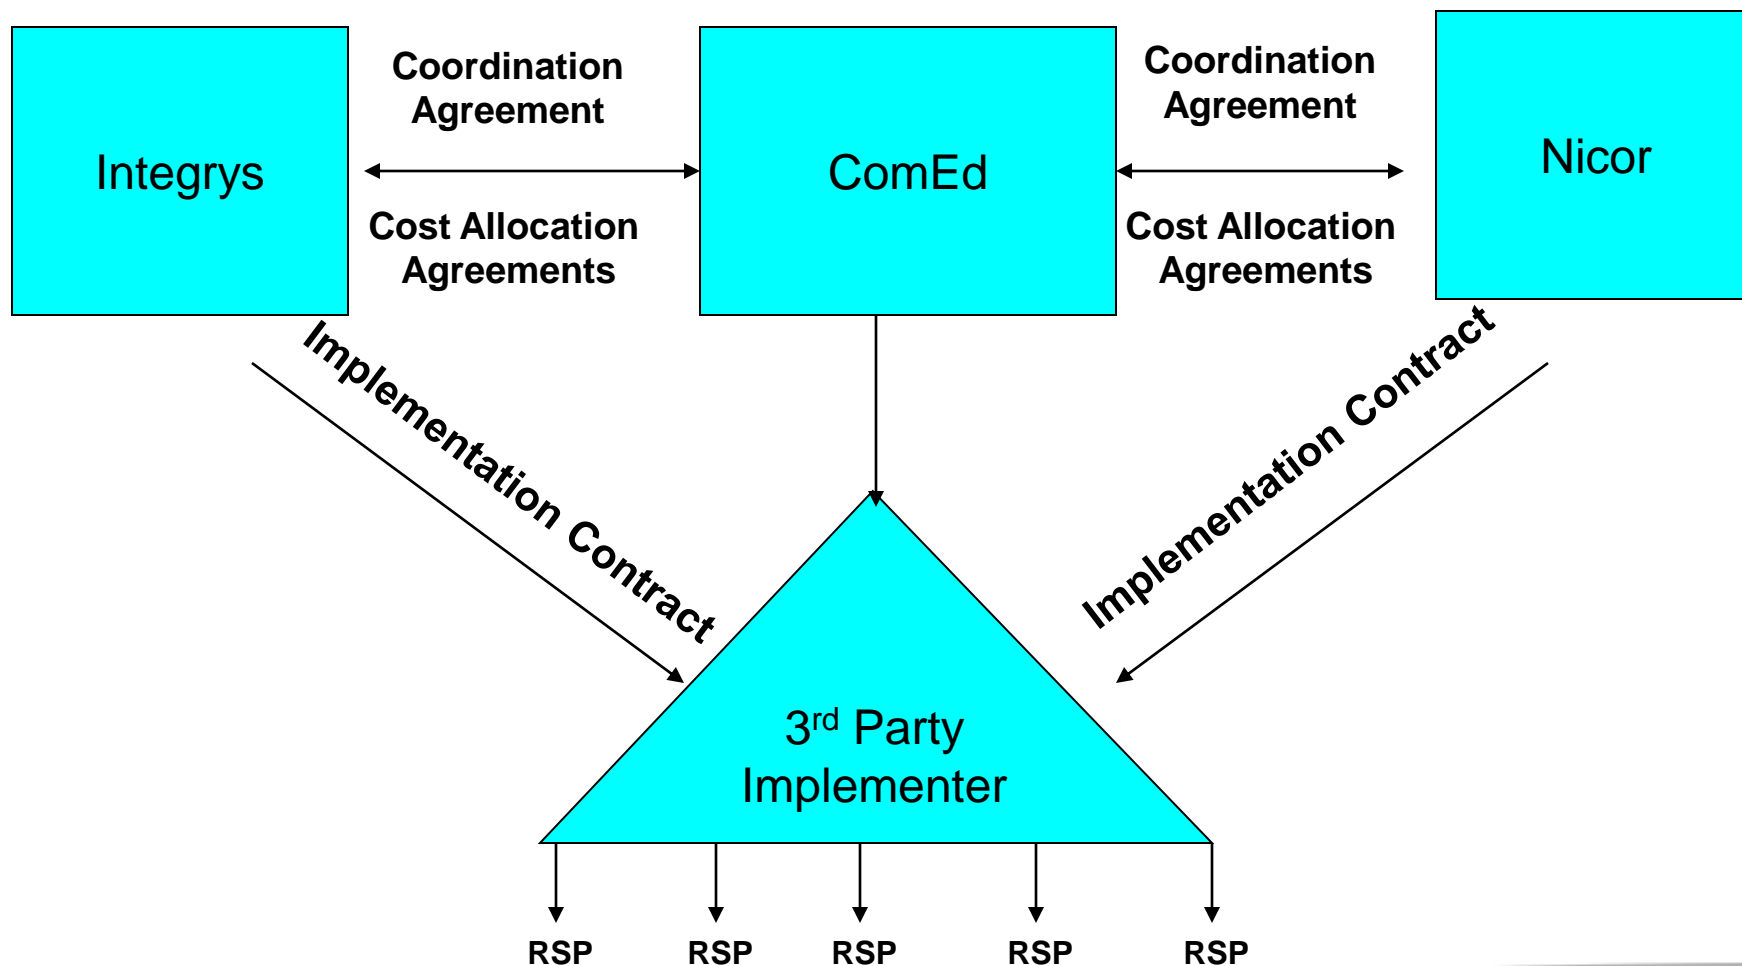 Integrys
Coordination
Agreement
Cost Allocation
Agreements
ComEd
Coordination
Agreement
Cost Allocation
Agreements
Nicor
Implementation Contract
Implementation Contract
3rd Party
Implementer
RSP
RSP
RSP
RSP
RSP